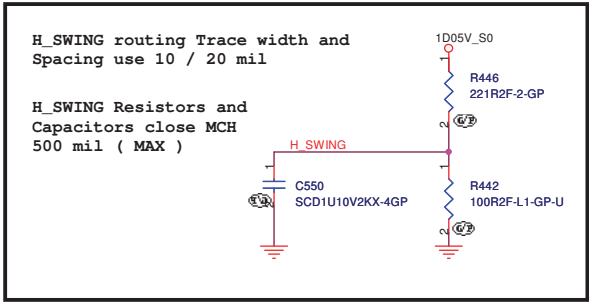 H_SWING routing Trace width and
Spacing use 10 / 20 mil
H_SWING Resistors and
Capacitors close MCH
500 mil ( MAX )
1D05V_S0
1
R446
221R2F-2-GP
2
G/P
H_SWING
1
C550
SCD1U10V2KX-4GP
2
1
R442
100R2F-L1-GP-U
2
G/P